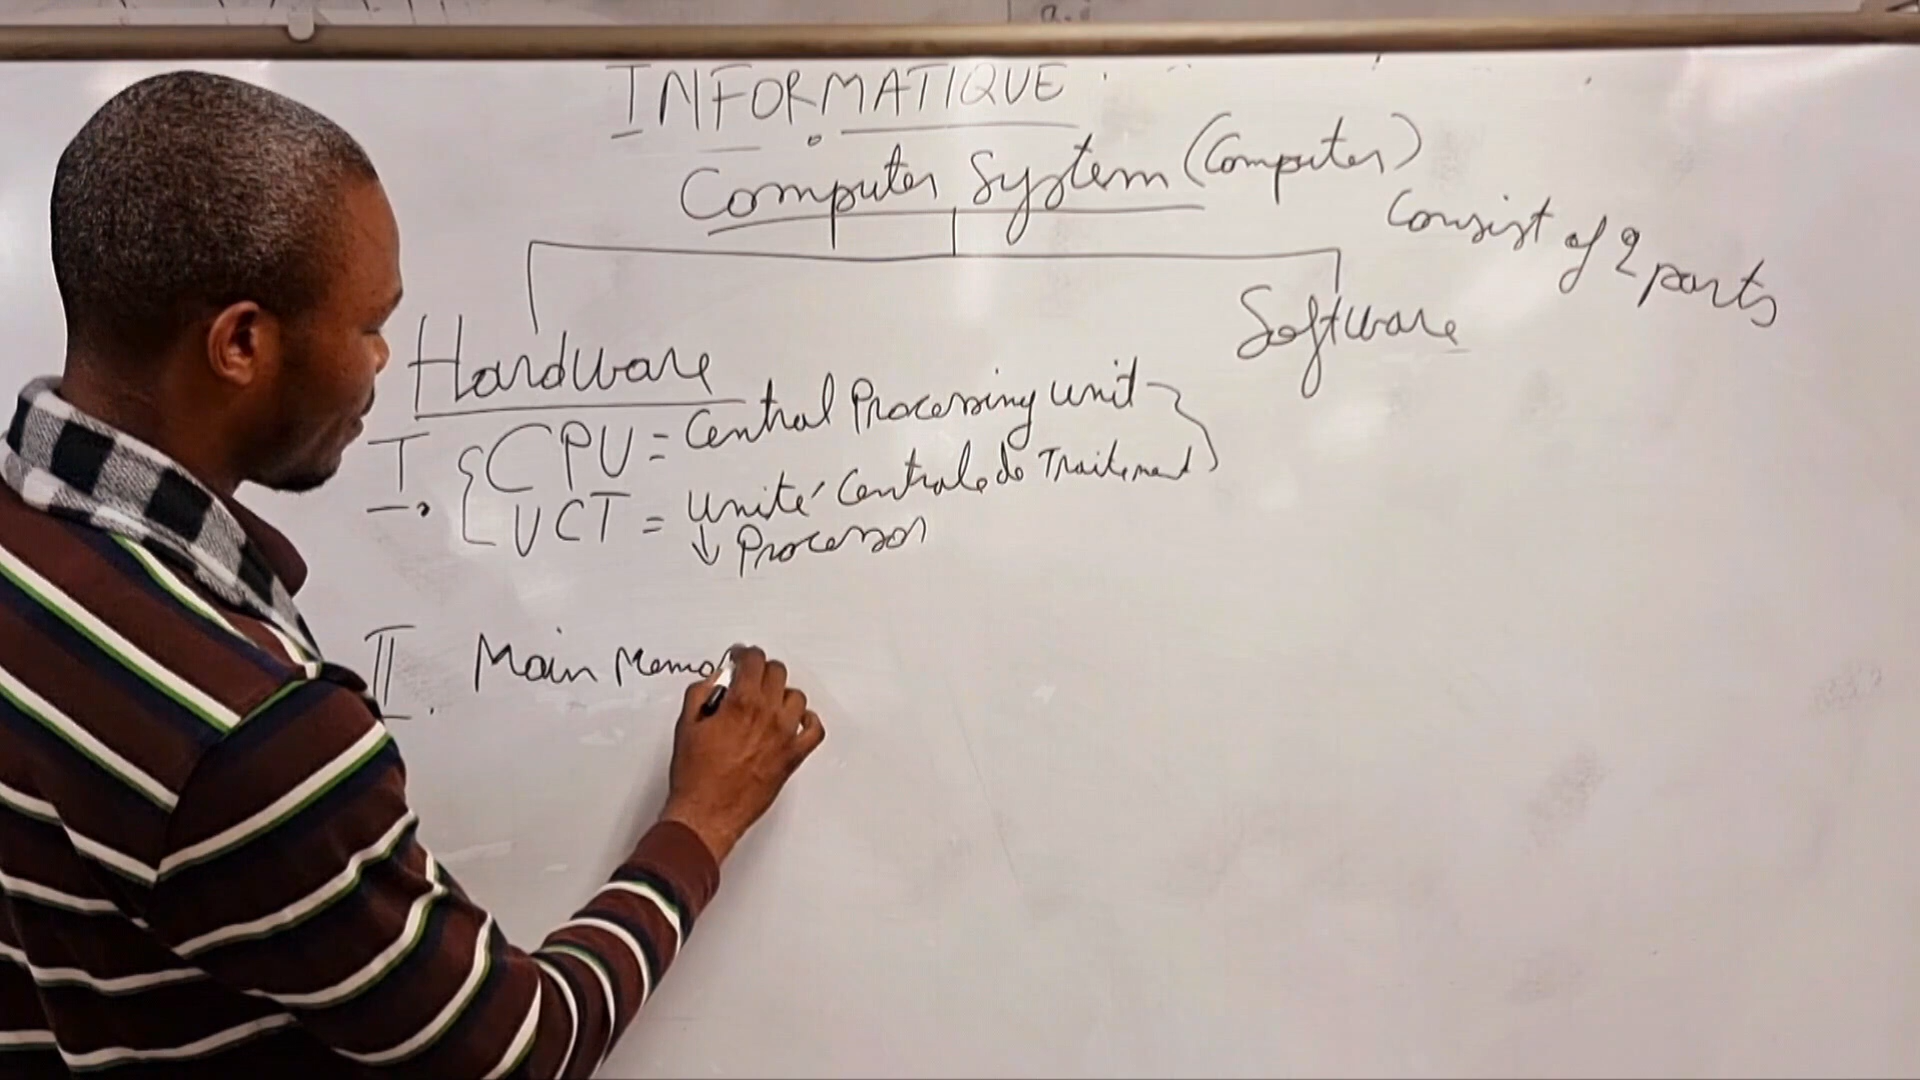 a.
INFORMATIQUE
Computer System (Computer)
Consist of 2 parts
Hardware
Software
I. CPU = Central Processing unit
UCT = Unité Centrale de Traitement
↓ Processor
II. Main Memo